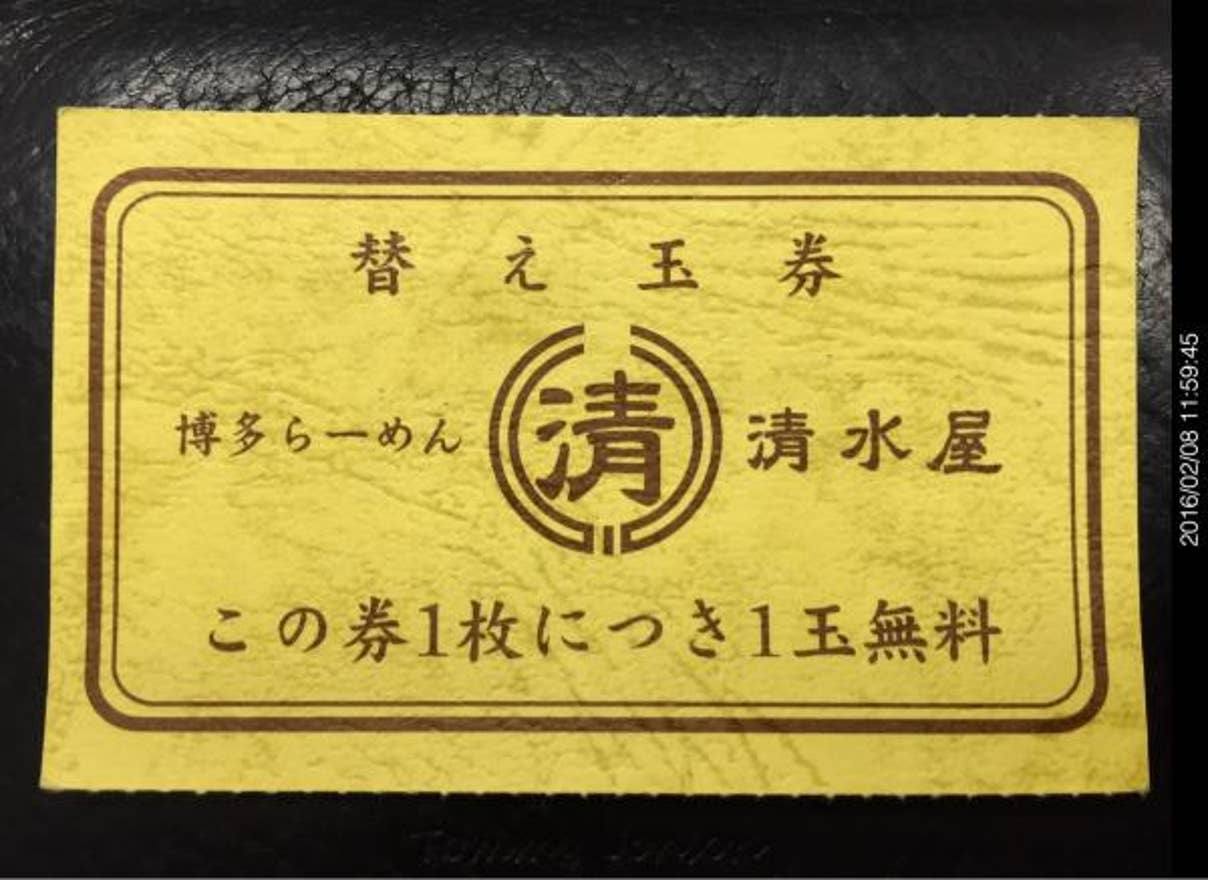 替え玉券
博多らーめん 清 清水屋
この券1枚につき1玉無料
2016/02/08 11:59:45